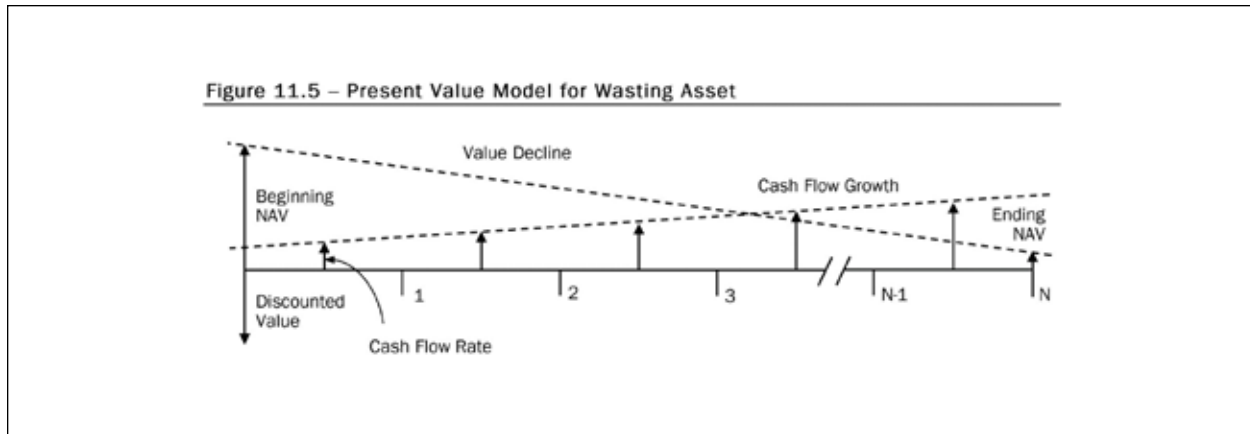 Figure 11.5 – Present Value Model for Wasting Asset
Value Decline
Cash Flow Growth
Beginning
NAV
Ending
NAV
1
2
3
N-1
N
Discounted
Value
Cash Flow Rate